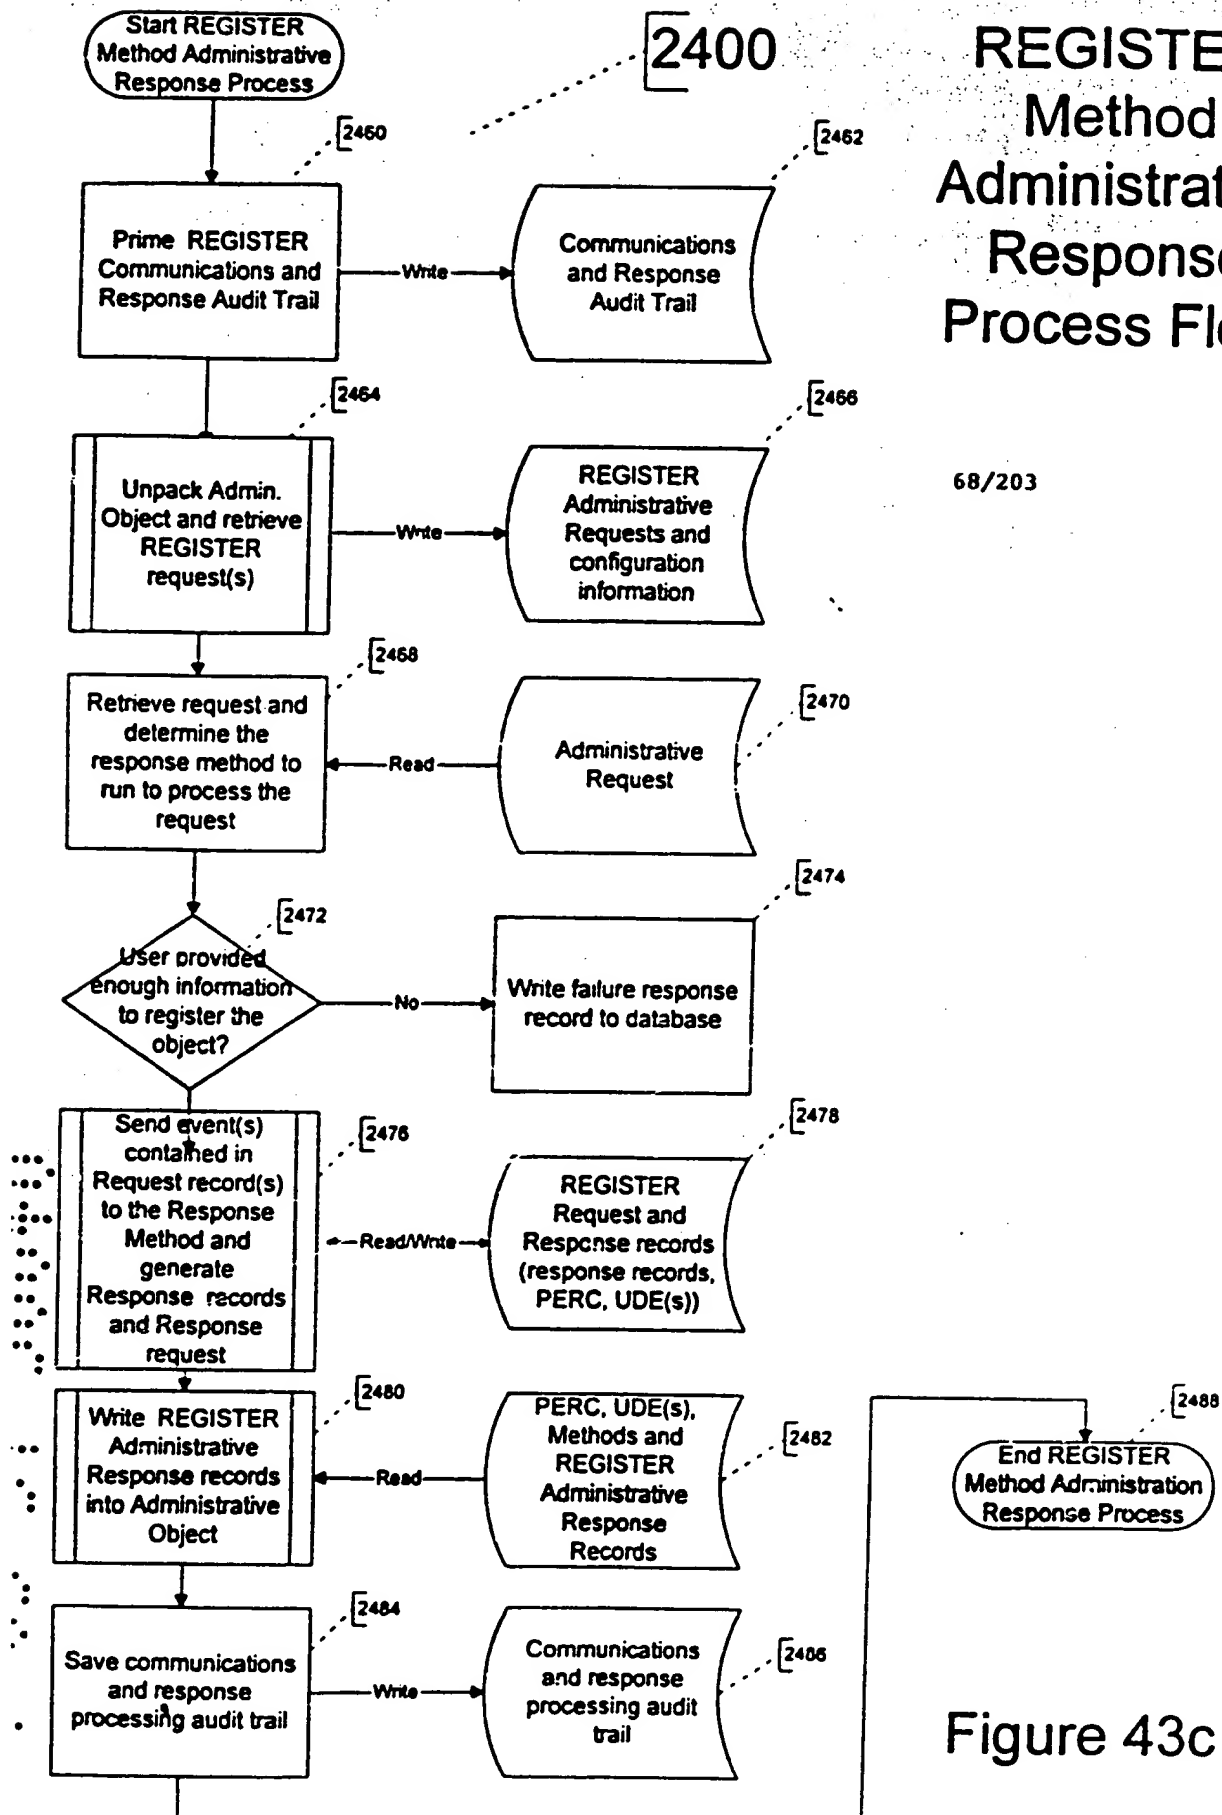 Start REGISTER
Method Administrative
Response Process
2400
REGISTE
Method
Administrat
Response
Process Flo
2460
2462
Prime REGISTER
Communications and
Response Audit Trail
Write
Communications
and Response
Audit Trail
2464
2466
Unpack Admin.
Object and retrieve
REGISTER
request(s)
Write
REGISTER
Administrative
Requests and
configuration
information
68/203
2468
2470
Retrieve request and
determine the
response method to
run to process the
request
Read
Administrative
Request
2472
2474
User provided
enough information
to register the
object?
No
Write failure response
record to database
2476
2478
Send event(s)
contained in
Request record(s)
to the Response
Method and
generate
Response records
and Response
request
Read/Write
REGISTER
Request and
Response records
(response records,
PERC, UDE(s))
2480
2482
Write REGISTER
Administrative
Response records
into Administrative
Object
Read
PERC, UDE(s),
Methods and
REGISTER
Administrative
Response
Records
2488
End REGISTER
Method Administration
Response Process
2484
2486
Save communications
and response
processing audit trail
Write
Communications
and response
processing audit
trail
Figure 43c